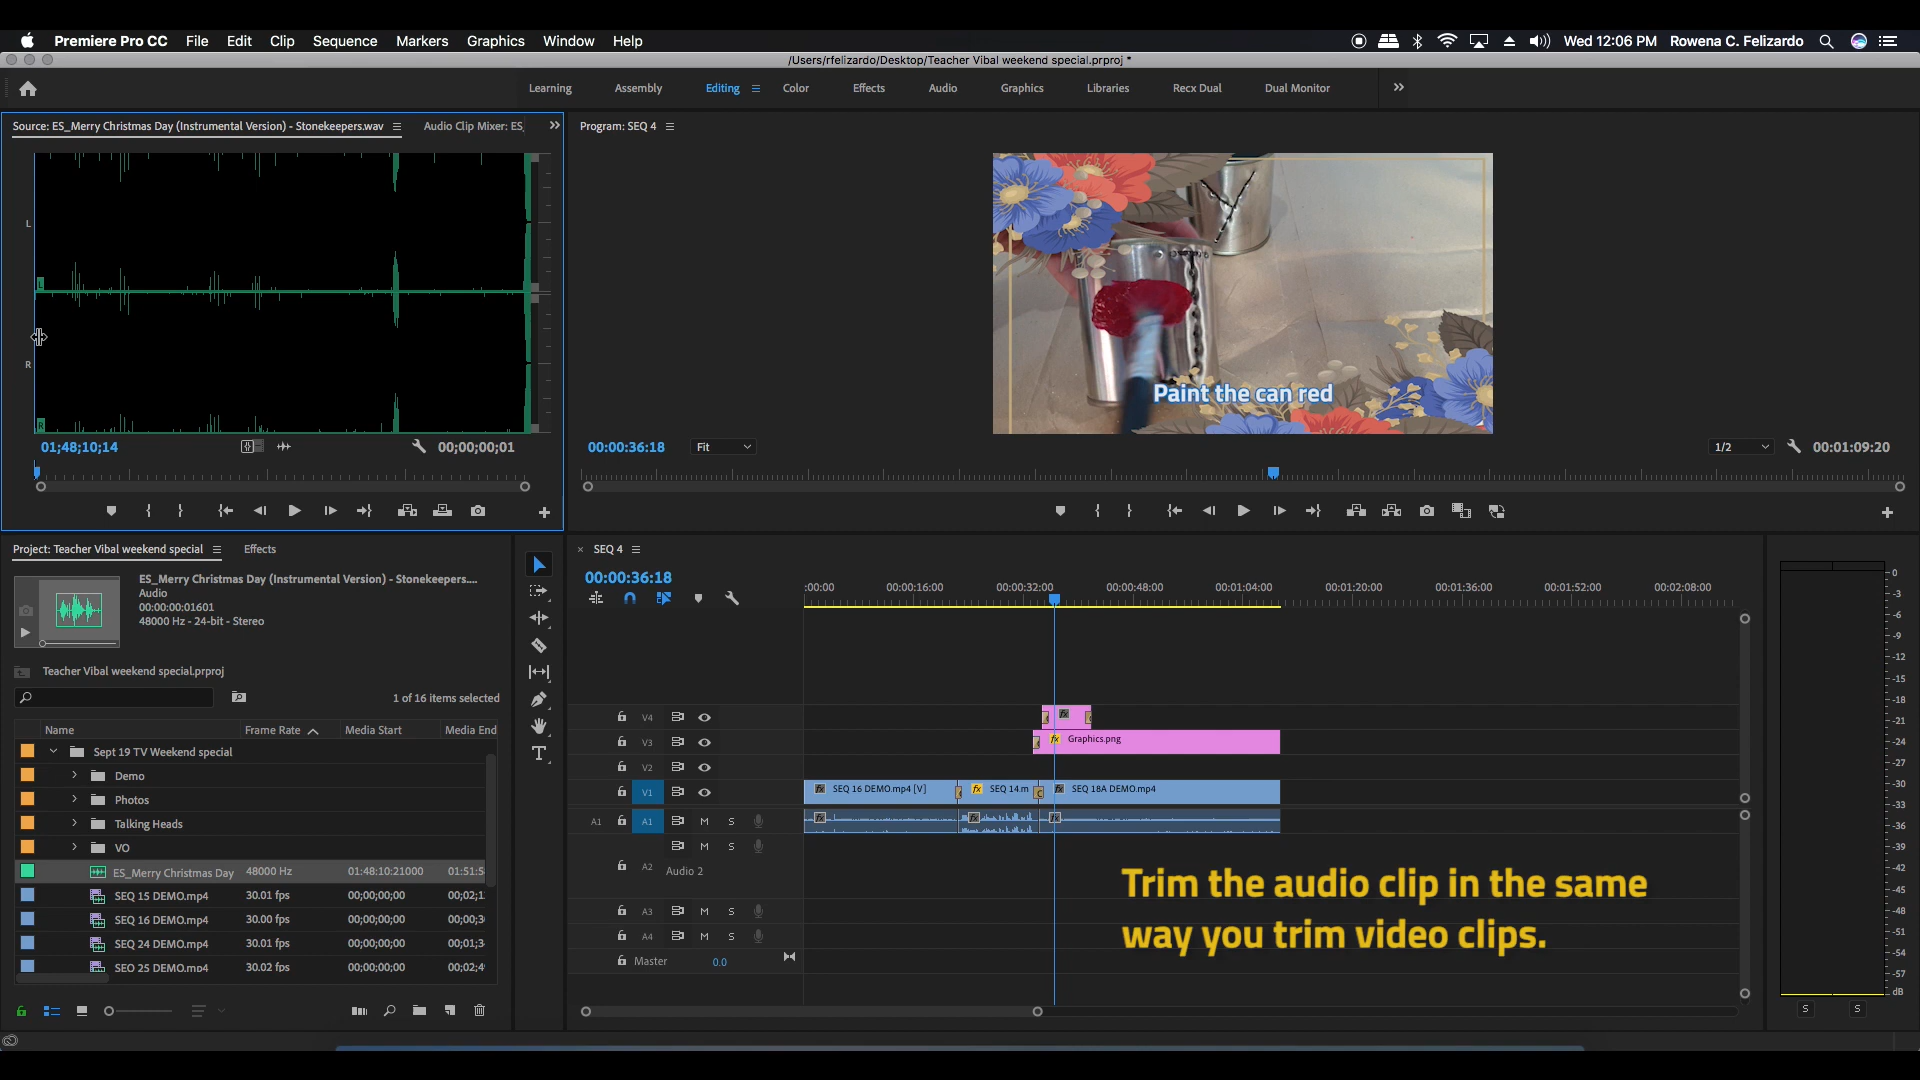 Premiere Pro CC File Edit Clip Sequence Markers Graphics Window Help Wed 12:06 PM Rowena C. Felizardo
/Users/rfelizardo/Desktop/Teacher Vibal weekend special.prproj *
Learning Assembly Editing Color Effects Audio Graphics Libraries Recx Dual Dual Monitor
Source: ES_Merry Christmas Day (Instrumental Version) - Stonekeepers.wav Audio Clip Mixer: ES_
Program: SEQ 4
L
L
R
R
Paint the can red
01;48;10;14 00;00;00;01
00:00:36:18 Fit 1/2 00:01:09:20
Project: Teacher Vibal weekend special Effects
ES_Merry Christmas Day (Instrumental Version) - Stonekeepers....
Audio
00:00:00:01601
48000 Hz - 24-bit - Stereo
Teacher Vibal weekend special.prproj
1 of 16 items selected
Name Frame Rate Media Start Media End
Sept 19 TV Weekend special
Demo
Photos
Talking Heads
VO
ES_Merry Christmas Day 48000 Hz 01:48:10:21000 01:51:5
SEQ 15 DEMO.mp4 30.01 fps 00;00;00;00 00;02;1
SEQ 16 DEMO.mp4 30.00 fps 00;00;00;00 00;00;3
SEQ 24 DEMO.mp4 30.01 fps 00;00;00;00 00;01;3
SEQ 25 DEMO.mp4 30.02 fps 00;00;00;00 00;02;4
SEQ 4
00:00:36:18
:00:00 00:00:16:00 00:00:32:00 00:00:48:00 00:01:04:00 00:01:20:00 00:01:36:00 00:01:52:00 00:02:08:00
V4 fx
V3 fx Graphics.png
V2
V1 fx SEQ 16 DEMO.mp4 [V] fx SEQ 14.m fx SEQ 18A DEMO.mp4
A1 A1 M S fx fx fx
M S
A2 Audio 2
A3 M S
A4 M S
Master 0.0
Trim the audio clip in the same
way you trim video clips.
0
-3
-6
-9
-12
-15
-18
-21
-24
-27
-30
-33
-36
-39
-42
-45
-48
-51
-54
-57
dB
S S